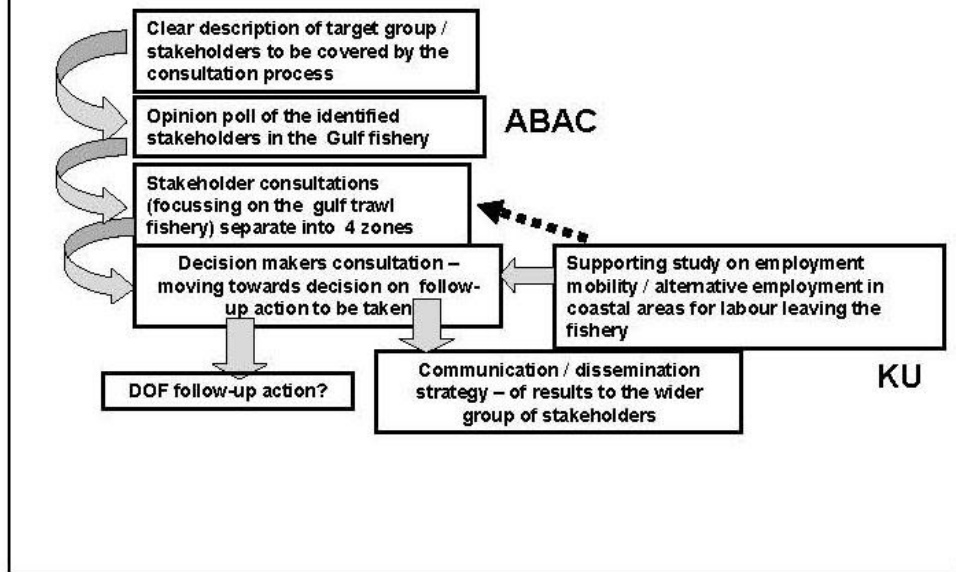 Clear description of target group /
stakeholders to be covered by the
consultation process
Opinion poll of the identified
stakeholders in the Gulf fishery
ABAC
Stakeholder consultations
(focussing on the gulf trawl
fishery) separate into 4 zones
Decision makers consultation –
moving towards decision on follow-
up action to be taken
Supporting study on employment
mobility / alternative employment in
coastal areas for labour leaving the
fishery
KU
DOF follow-up action?
Communication / dissemination
strategy – of results to the wider
group of stakeholders